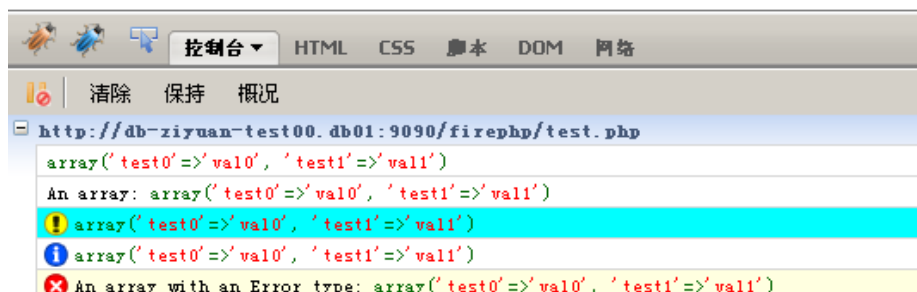 控制台 HTML CSS 脚本 DOM 网络
清除 保持 概况
http://db-ziyuan-test00.db01:9090/firephp/test.php
array('test0'=>'val0', 'test1'=>'val1')
An array: array('test0'=>'val0', 'test1'=>'val1')
array('test0'=>'val0', 'test1'=>'val1')
array('test0'=>'val0', 'test1'=>'val1')
An array with an Error type: array('test0'=>'val0', 'test1'=>'val1')